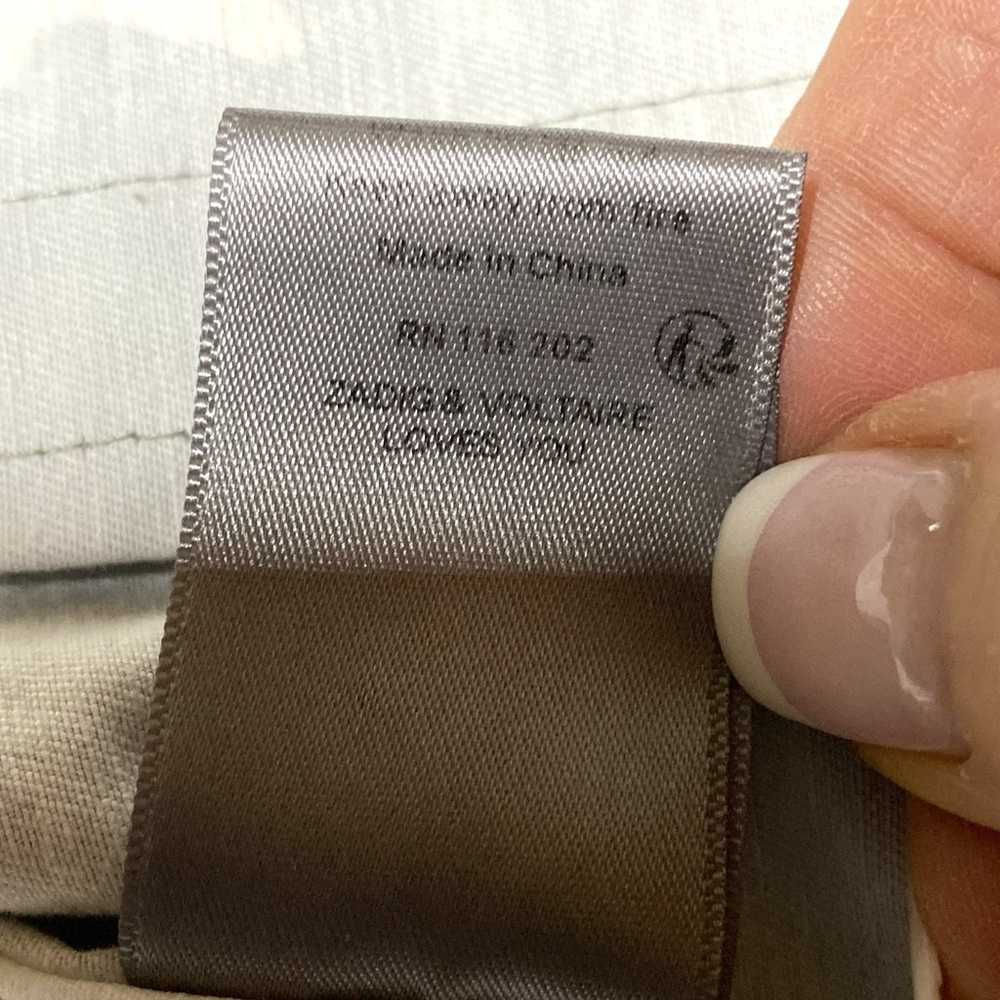 Keep away from fire
Made in China
RN 116 202
ZADIG & VOLTAIRE
LOVES YOU